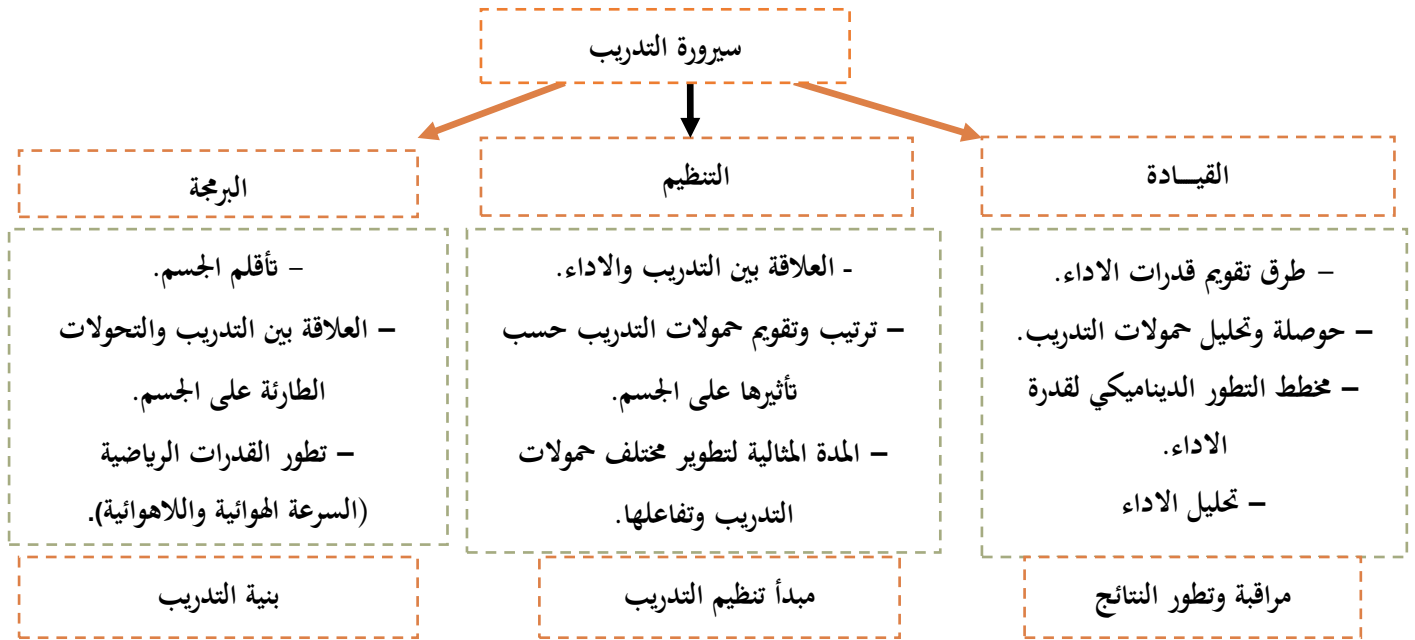 سيرورة التدريب
القيـــادة
– طرق تقويم قدرات الاداء.
– حوصلة وتحليل حمولات التدريب.
– مخطط التطور الديناميكي لقدرة
الاداء.
– تحليل الاداء
مراقبة وتطور النتائج
التنظيم
- العلاقة بين التدريب والاداء.
– ترتيب وتقويم حمولات التدريب حسب
تأثيرها على الجسم.
– المدة المثالية لتطوير مختلف حمولات
التدريب وتفاعلها.
مبدأ تنظيم التدريب
البرمجة
– تأقلم الجسم.
– العلاقة بين التدريب والتحولات
الطارئة على الجسم.
– تطور القدرات الرياضية
(السرعة الهوائية واللاهوائية).
بنية التدريب